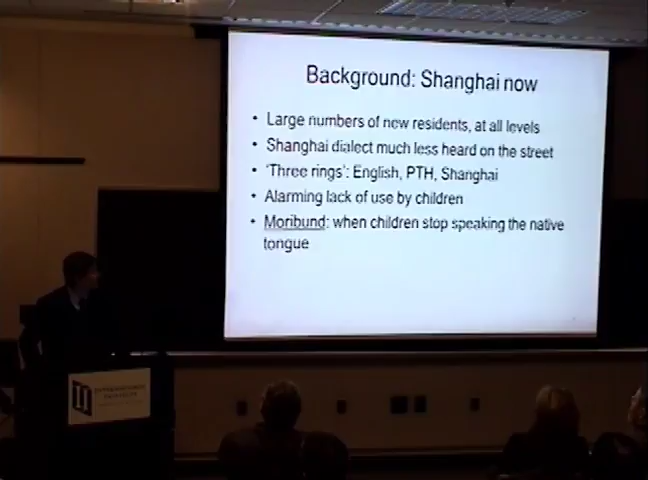 Background: Shanghai now
• Large numbers of new residents, at all levels
• Shanghai dialect much less heard on the street
• 'Three rings': English, PTH, Shanghai
• Alarming lack of use by children
• Moribund: when children stop speaking the native
tongue